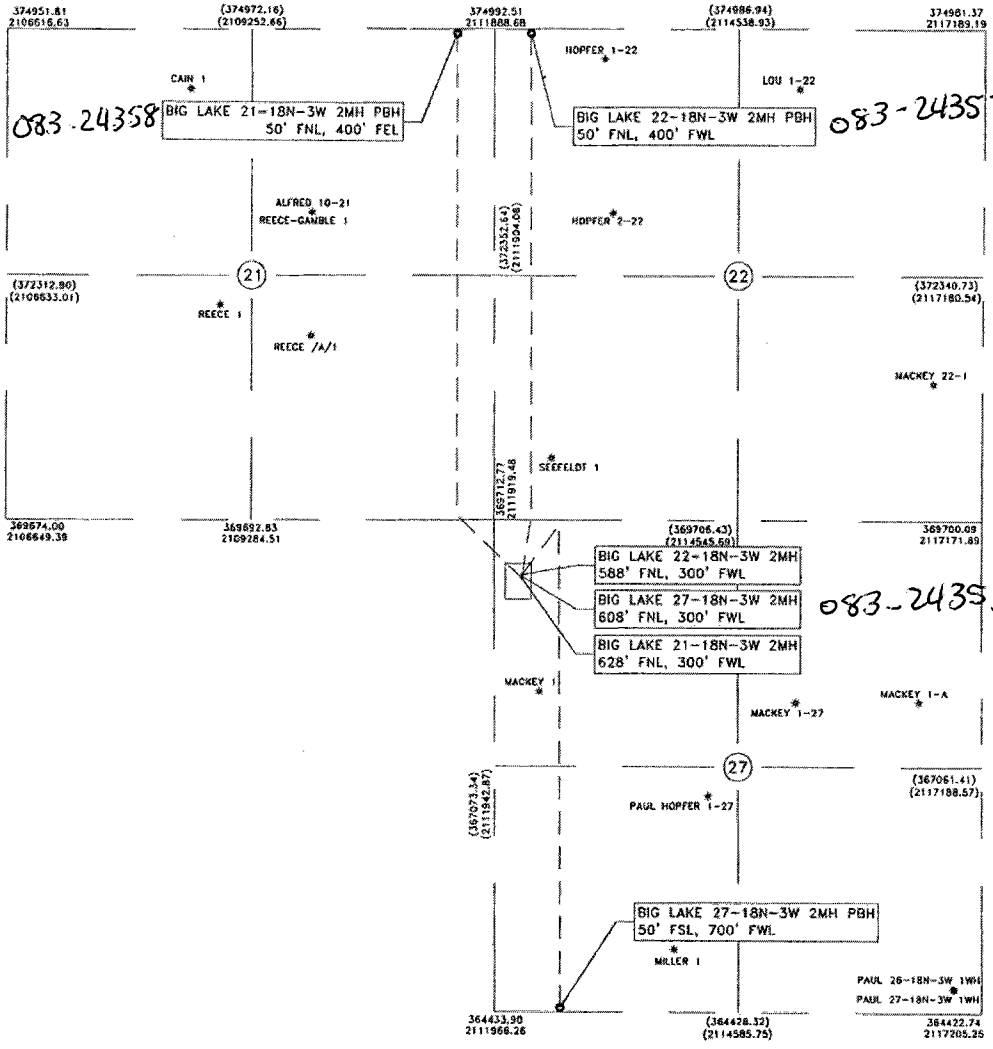 374951.81
2106616.63
(374972.16)
(2109252.66)
374992.51
2111888.68
(374986.94)
(2114538.93)
374981.37
2117189.19
HOPFER 1-22
CAIN 1
LOU 1-22
083-24358
BIG LAKE 21-18N-3W 2MH PBH
50' FNL, 400' FEL
BIG LAKE 22-18N-3W 2MH PBH
50' FNL, 400' FWL
083-2435
ALFRED 10-21
REECE-GAMBLE 1
HOPFER 2-22
(372352.64)
(2111904.08)
(372312.90)
(2106633.01)
21
22
(372340.73)
(2117180.54)
REECE 1
REECE /A/1
MACKEY 22-1
SEEFELDT 1
369712.77
2111919.48
369674.00
2106649.39
369692.83
2109284.51
(369706.43)
(2114545.69)
369700.09
2117171.89
BIG LAKE 22-18N-3W 2MH
588' FNL, 300' FWL
BIG LAKE 27-18N-3W 2MH
608' FNL, 300' FWL
083-2435
BIG LAKE 21-18N-3W 2MH
628' FNL, 300' FWL
MACKEY 1
MACKEY 1-27
MACKEY 1-A
27
(367073.34)
(2111942.87)
(367061.41)
(2117188.57)
PAUL HOPFER 1-27
BIG LAKE 27-18N-3W 2MH PBH
50' FSL, 700' FWL
MILLER 1
PAUL 26-18N-3W 1WH
PAUL 27-18N-3W 1WH
364433.90
2111966.26
(364428.32)
(2114585.75)
364422.74
2117205.25